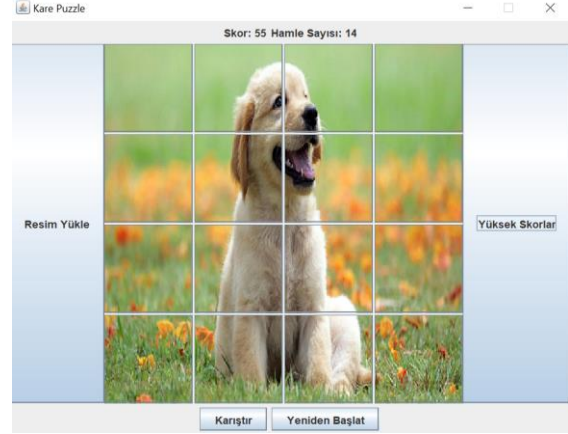 Kare Puzzle
Skor: 55 Hamle Sayısı: 14
Resim Yükle
Yüksek Skorlar
Karıştır
Yeniden Başlat